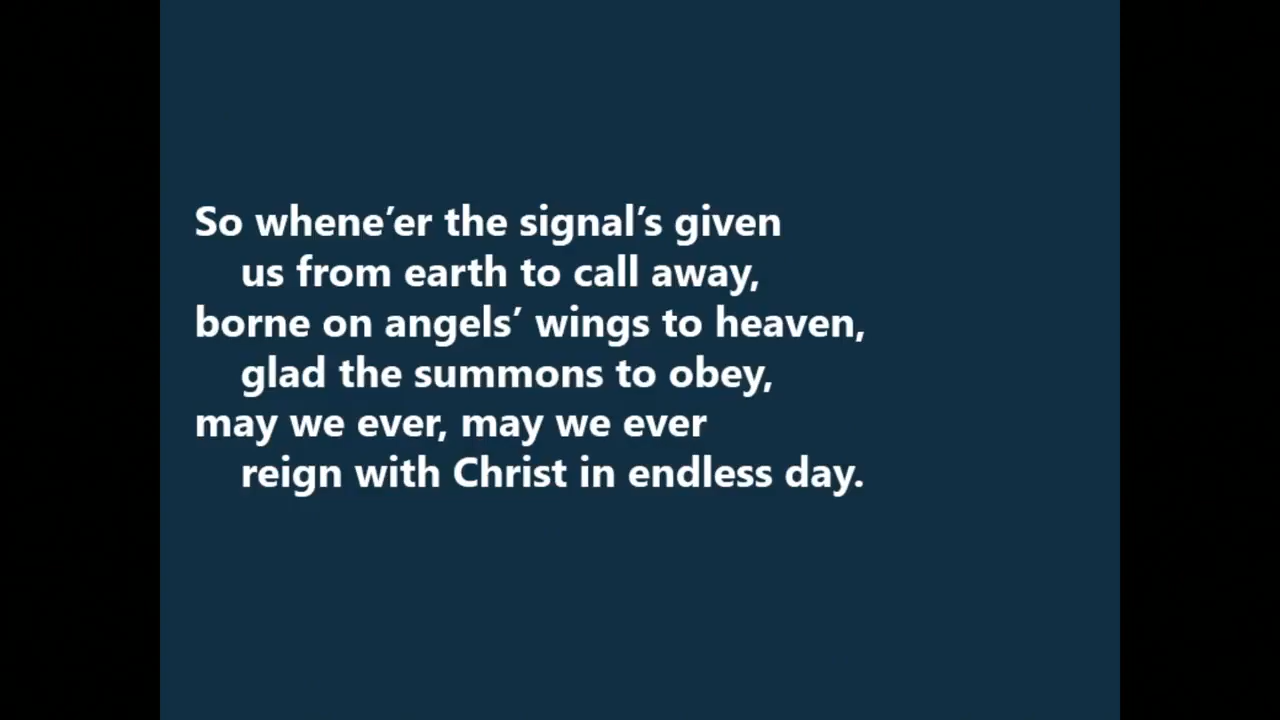 So whene’er the signal’s given
us from earth to call away,
borne on angels’ wings to heaven,
glad the summons to obey,
may we ever, may we ever
reign with Christ in endless day.